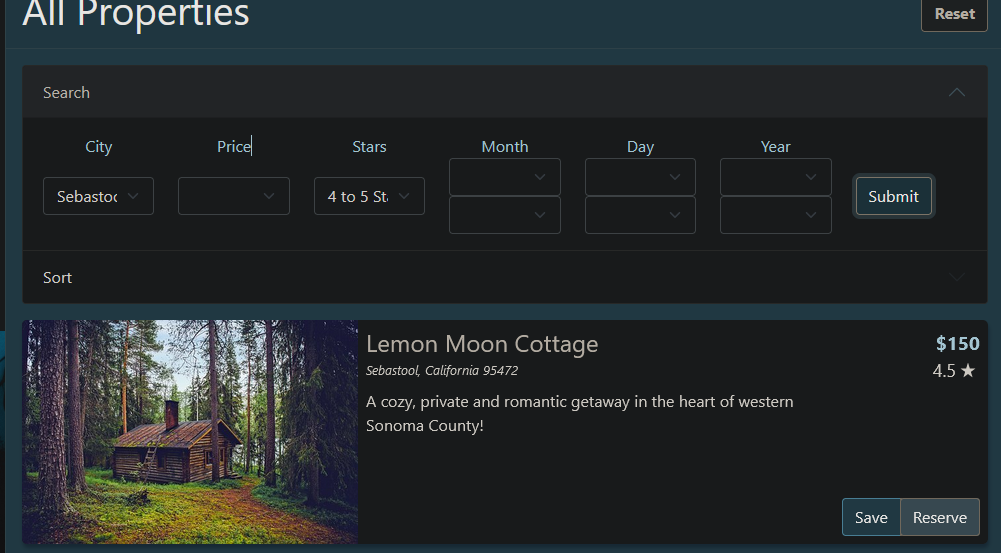 All Properties
Reset
Search
City Price Stars Month Day Year
Sebastoo 4 to 5 St Submit
Sort
Lemon Moon Cottage $150
Sebastool, California 95472 4.5 ★
A cozy, private and romantic getaway in the heart of western
Sonoma County!
Save Reserve